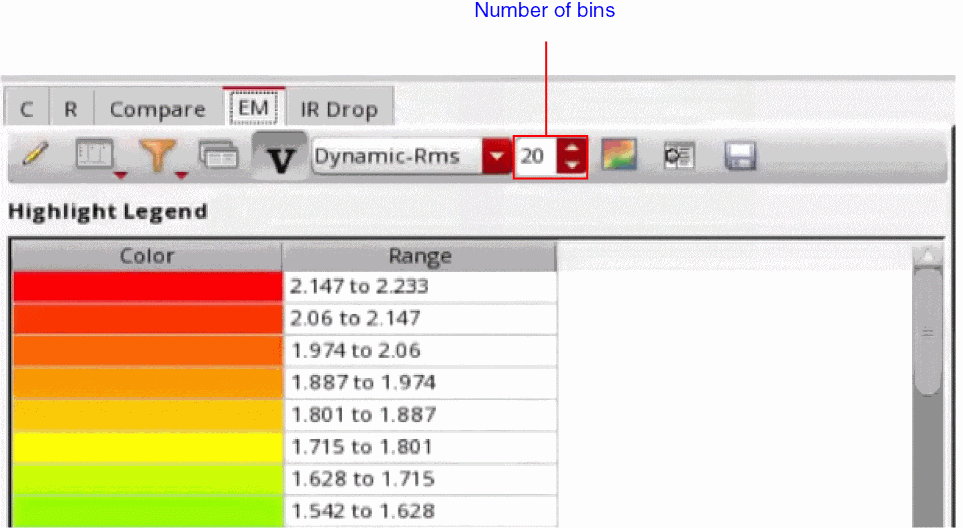 Number of bins
C R Compare EM IR Drop
V Dynamic-Rms 20
Highlight Legend
Color Range
2.147 to 2.233
2.06 to 2.147
1.974 to 2.06
1.887 to 1.974
1.801 to 1.887
1.715 to 1.801
1.628 to 1.715
1.542 to 1.628